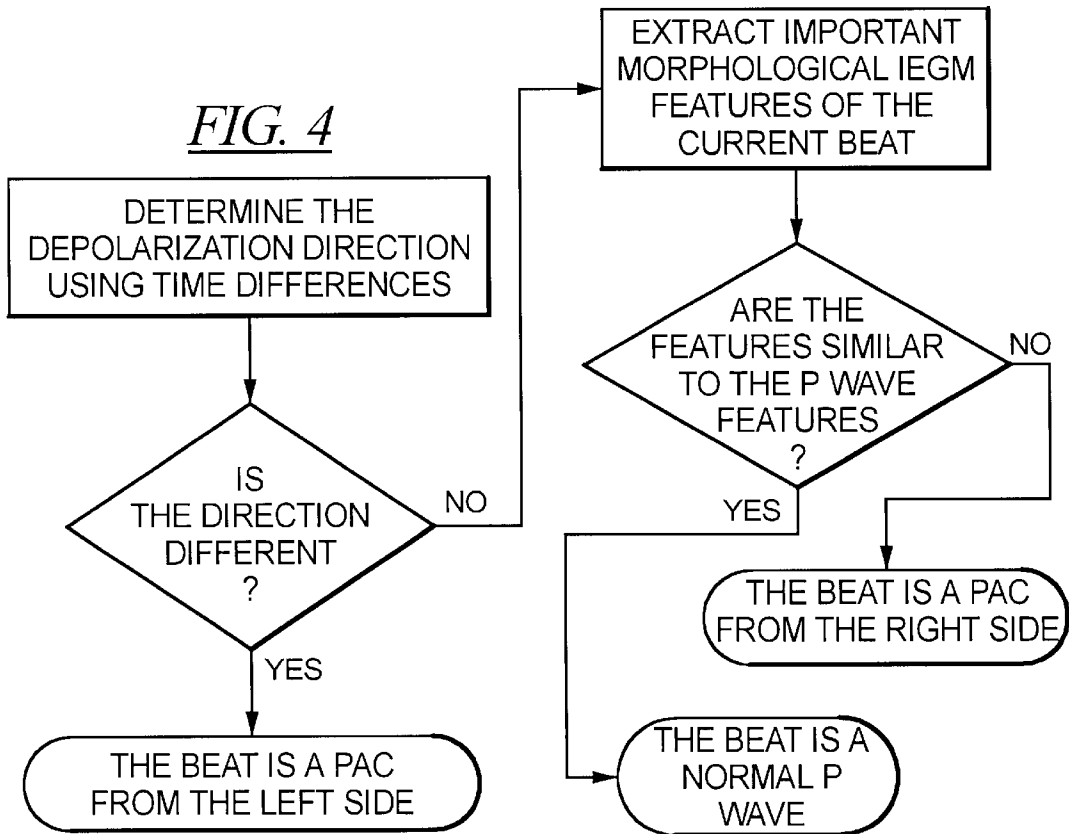 FIG. 4
DETERMINE THE
DEPOLARIZATION DIRECTION
USING TIME DIFFERENCES
IS
THE DIRECTION
DIFFERENT
?
NO
YES
THE BEAT IS A PAC
FROM THE LEFT SIDE
EXTRACT IMPORTANT
MORPHOLOGICAL IEGM
FEATURES OF THE
CURRENT BEAT
ARE THE
FEATURES SIMILAR
TO THE P WAVE
FEATURES
?
NO
YES
THE BEAT IS A PAC
FROM THE RIGHT SIDE
THE BEAT IS A
NORMAL P
WAVE